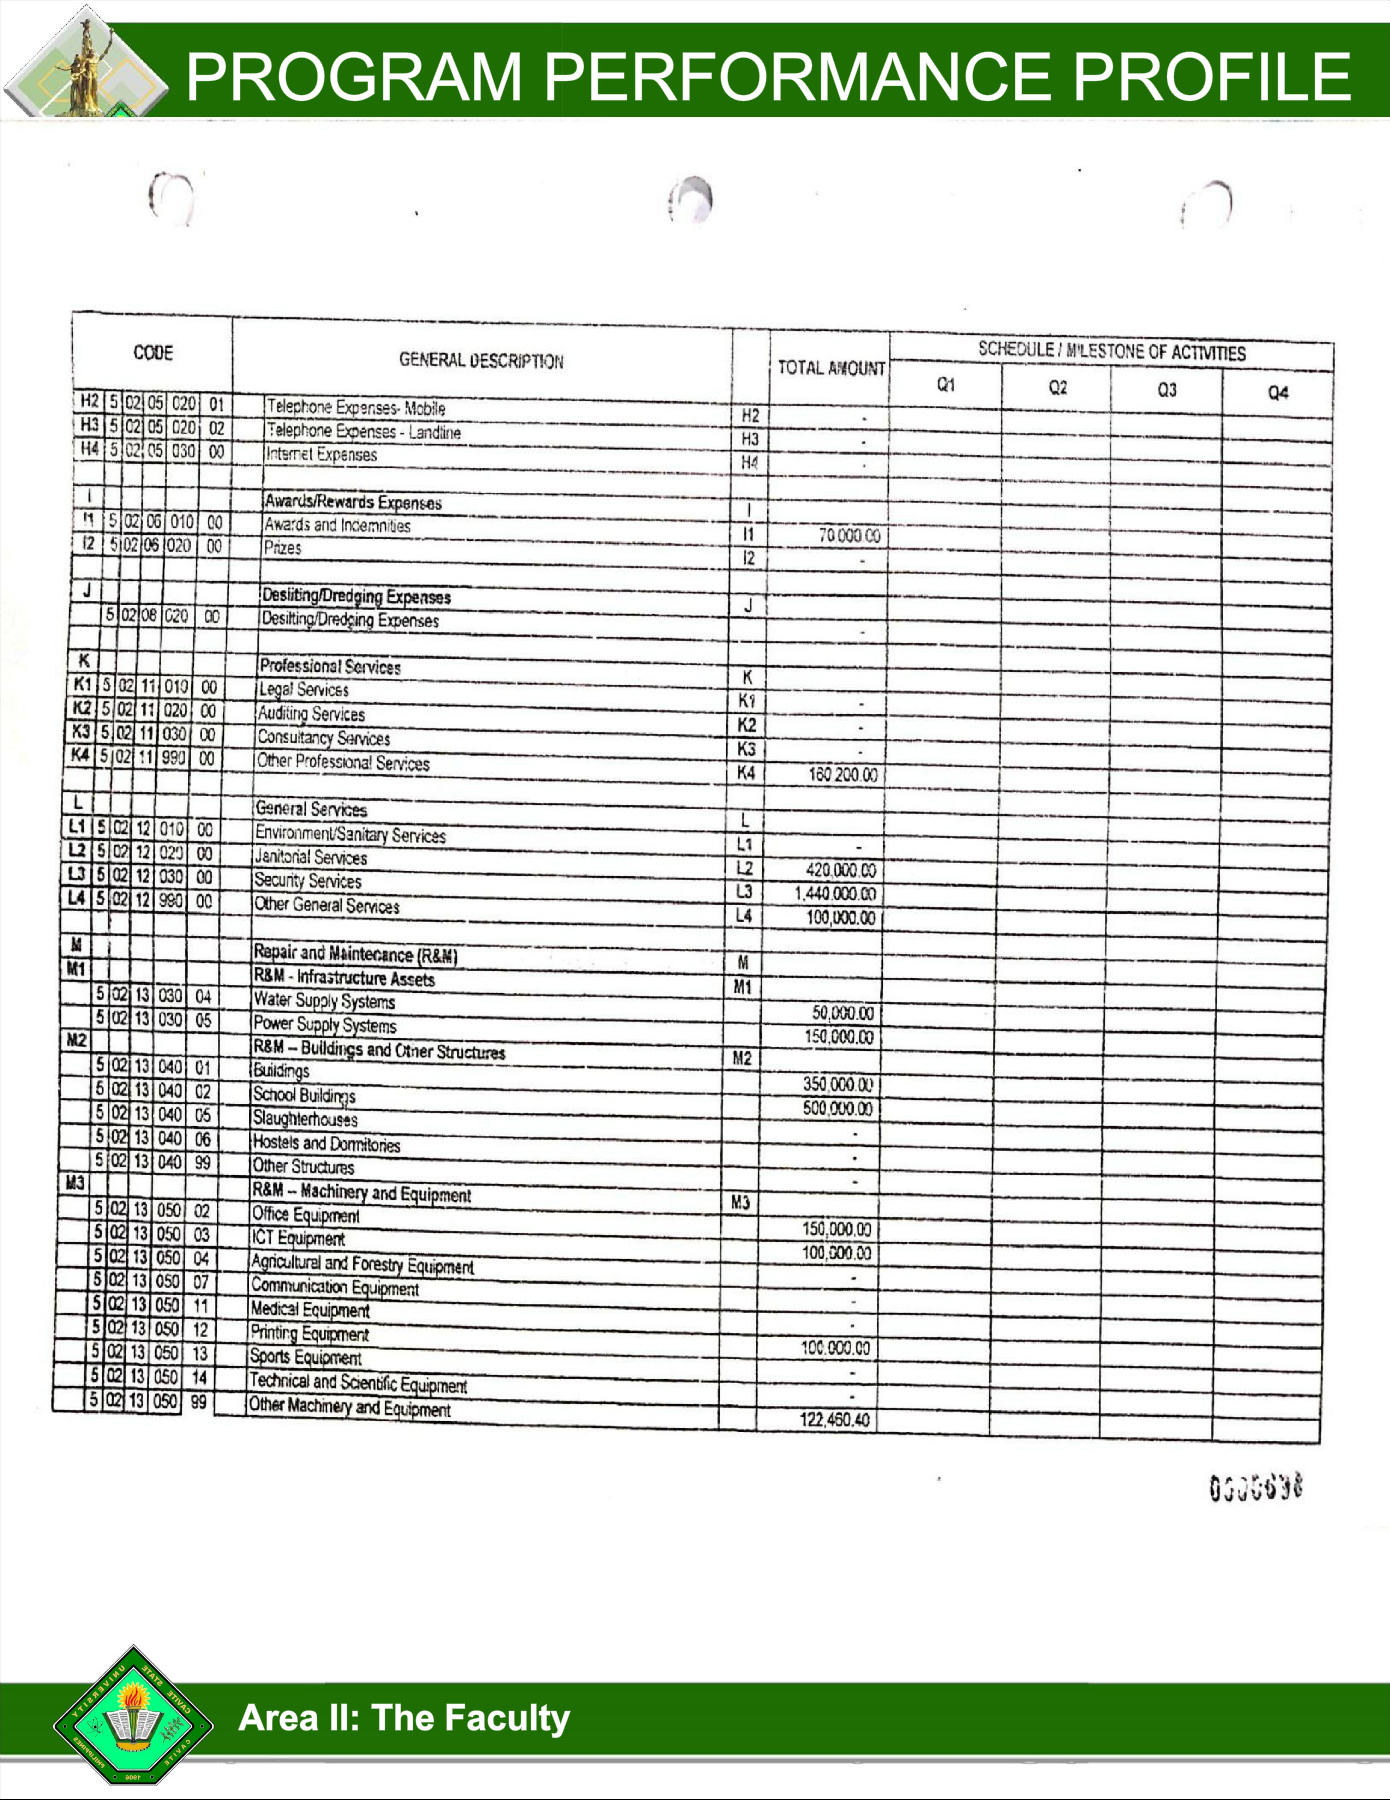 PROGRAM PERFORMANCE PROFILE
CODE GENERAL DESCRIPTION TOTAL AMOUNT SCHEDULE / MILESTONE OF ACTIVITIES
Q1 Q2 Q3 Q4
H2 5 02 05 020 01 Telephone Expenses- Mobile H2 -
H3 5 02 05 020 02 Telephone Expenses - Landline H3 -
H4 5 02 05 030 00 Internet Expenses H4 -
I Awards/Rewards Expenses I
I1 5 02 06 010 00 Awards and Indemnities I1 70,000.00
I2 5 02 06 020 00 Prizes I2 -
J Desilting/Dredging Expenses J
5 02 08 020 00 Desilting/Dredging Expenses -
K Professional Services K
K1 5 02 11 010 00 Legal Services K1 -
K2 5 02 11 020 00 Auditing Services K2 -
K3 5 02 11 030 00 Consultancy Services K3 -
K4 5 02 11 990 00 Other Professional Services K4 160,200.00
L General Services L
L1 5 02 12 010 00 Environment/Sanitary Services L1 -
L2 5 02 12 020 00 Janitorial Services L2 420,000.00
L3 5 02 12 030 00 Security Services L3 1,440,000.00
L4 5 02 12 990 00 Other General Services L4 100,000.00
M Repair and Maintecance (R&M) M
M1 R&M - Infrastructure Assets M1
5 02 13 030 04 Water Supply Systems 50,000.00
5 02 13 030 05 Power Supply Systems 150,000.00
M2 R&M – Buildings and Other Structures M2
5 02 13 040 01 Buildings 350,000.00
5 02 13 040 02 School Buildings 500,000.00
5 02 13 040 05 Slaughterhouses -
5 02 13 040 06 Hostels and Dormitories -
5 02 13 040 99 Other Structures -
M3 R&M – Machinery and Equipment M3
5 02 13 050 02 Office Equipment 150,000.00
5 02 13 050 03 ICT Equipment 100,000.00
5 02 13 050 04 Agricultural and Forestry Equipment -
5 02 13 050 07 Communication Equipment -
5 02 13 050 11 Medical Equipment -
5 02 13 050 12 Printing Equipment 100,000.00
5 02 13 050 13 Sports Equipment -
5 02 13 050 14 Technical and Scientific Equipment -
5 02 13 050 99 Other Machinery and Equipment 122,460.40
CAVITE STATE UNIVERSITY
CAVITE PHILIPPINES
1906
Area II: The Faculty